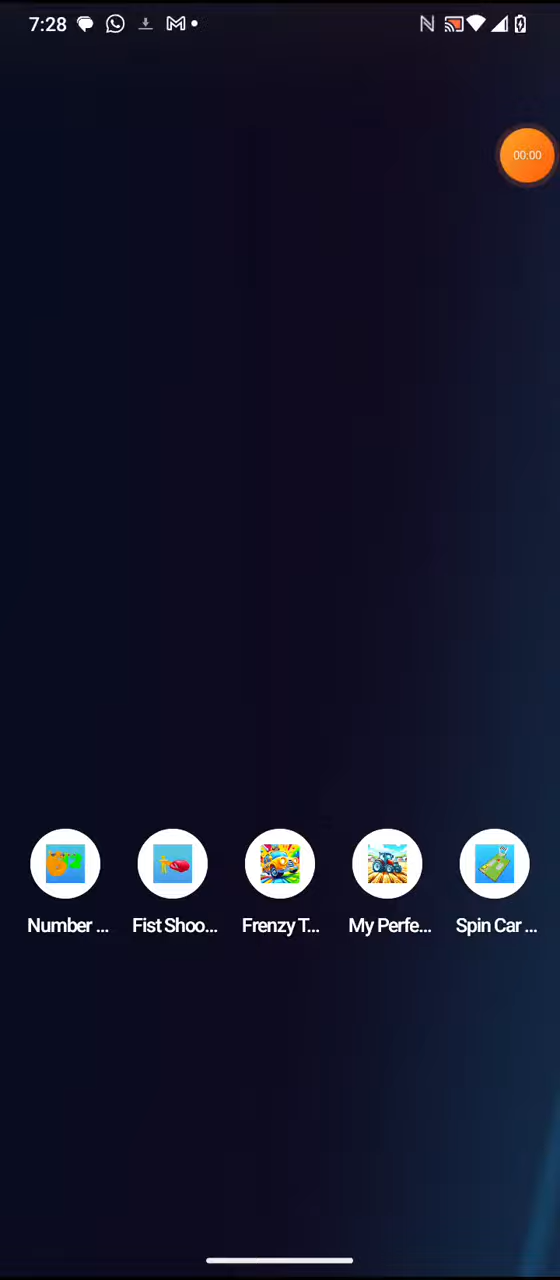 7:28
00:00
Number ...
Fist Shoo...
Frenzy T...
My Perfe...
Spin Car ...